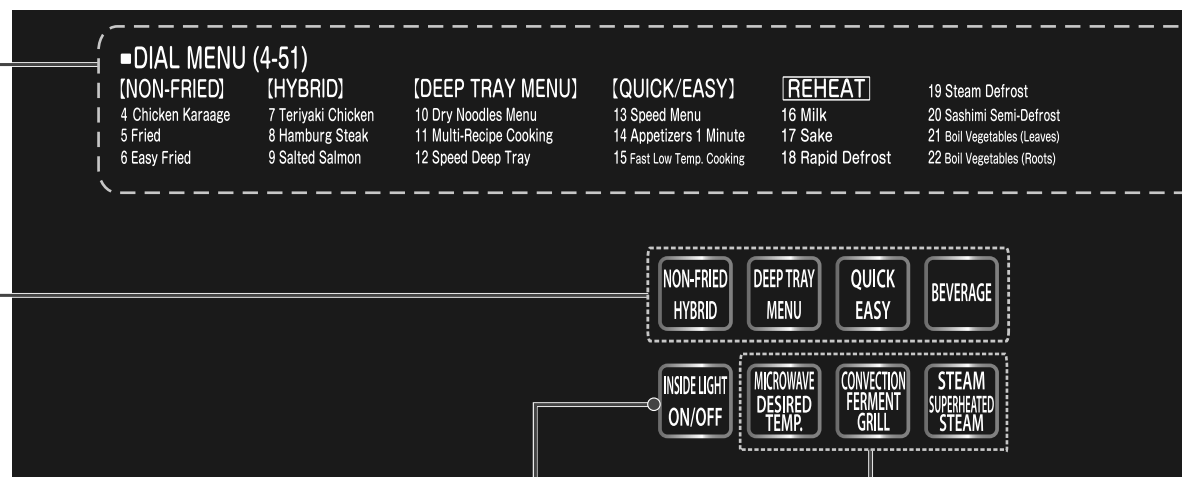 ■DIAL MENU (4-51)
【NON-FRIED】
4 Chicken Karaage
5 Fried
6 Easy Fried
【HYBRID】
7 Teriyaki Chicken
8 Hamburg Steak
9 Salted Salmon
【DEEP TRAY MENU】
10 Dry Noodles Menu
11 Multi-Recipe Cooking
12 Speed Deep Tray
【QUICK/EASY】
13 Speed Menu
14 Appetizers 1 Minute
15 Fast Low Temp. Cooking
REHEAT
16 Milk
17 Sake
18 Rapid Defrost
19 Steam Defrost
20 Sashimi Semi-Defrost
21 Boil Vegetables (Leaves)
22 Boil Vegetables (Roots)
NON-FRIED
HYBRID
DEEP TRAY
MENU
QUICK
EASY
BEVERAGE
INSIDE LIGHT
ON/OFF
MICROWAVE
DESIRED
TEMP.
CONVECTION
FERMENT
GRILL
STEAM
SUPERHEATED
STEAM